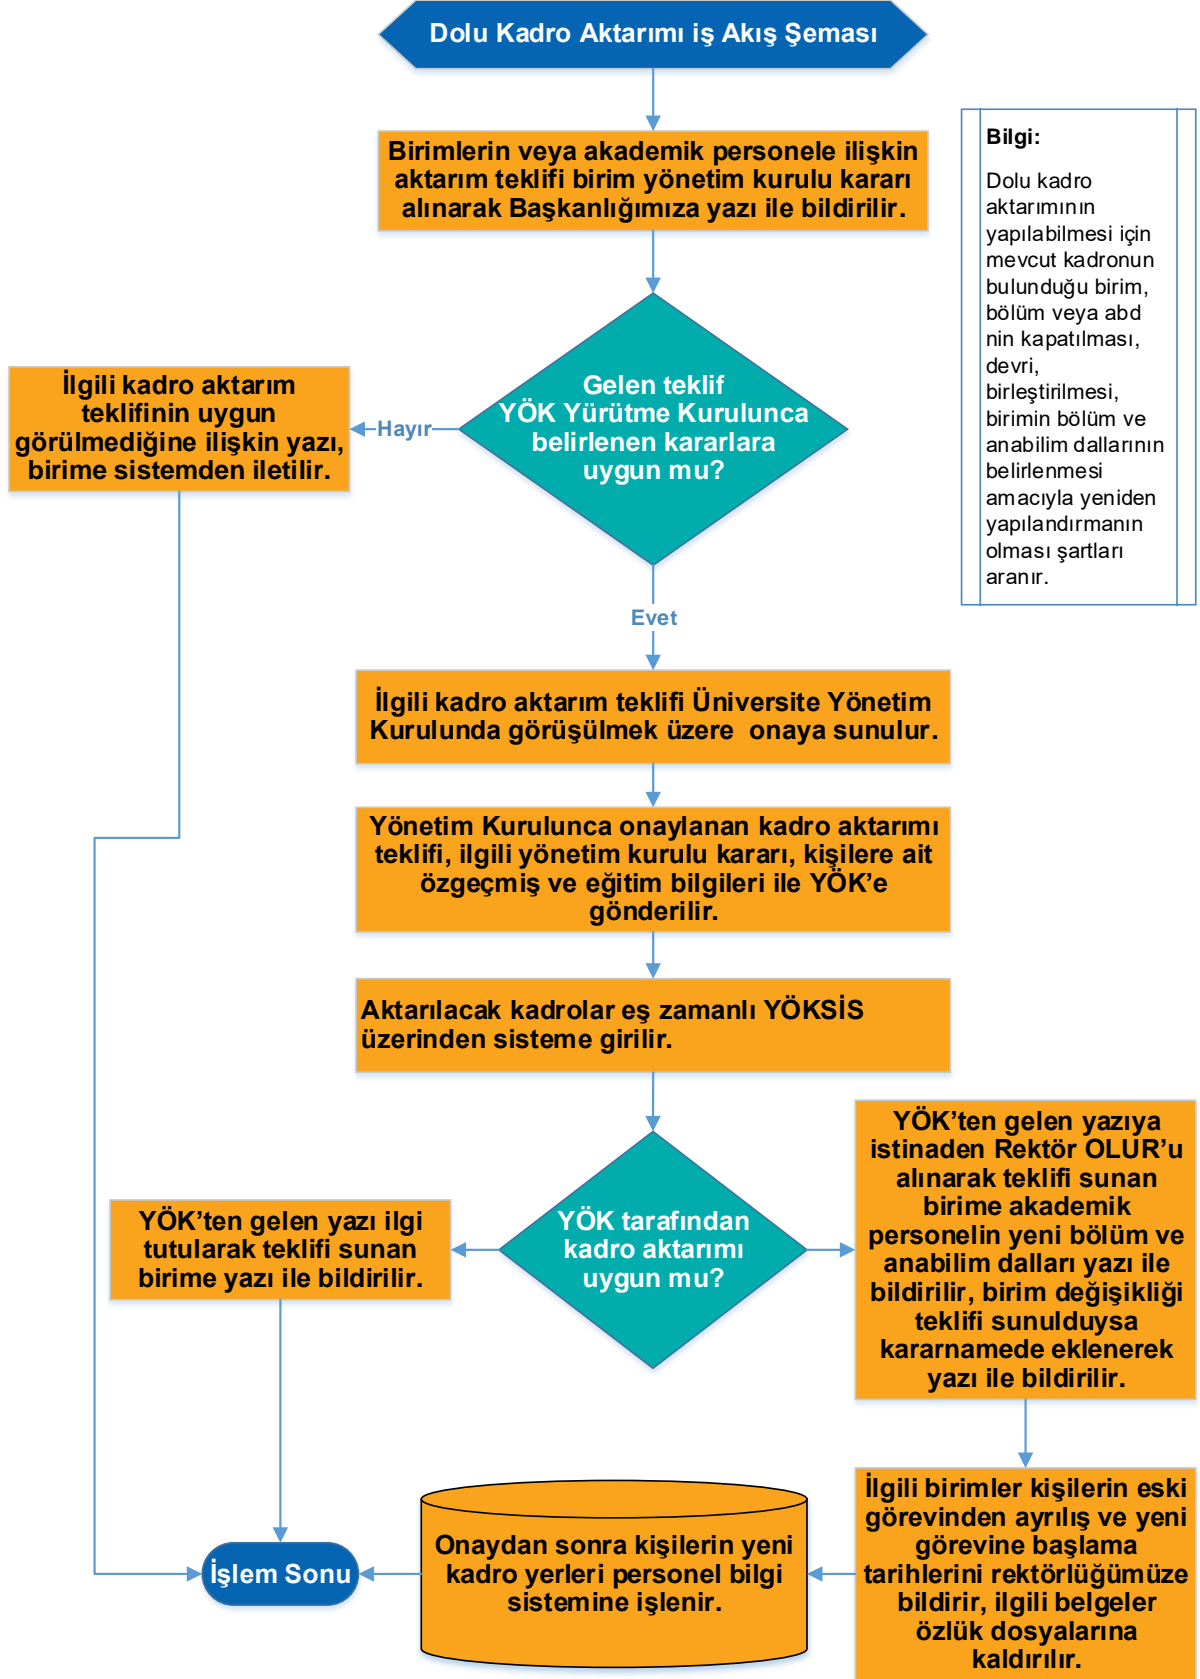 Dolu Kadro Aktarımı iş Akış Şeması
Birimlerin veya akademik personele ilişkin
aktarım teklifi birim yönetim kurulu kararı
alınarak Başkanlığımıza yazı ile bildirilir.
Bilgi:
Dolu kadro
aktarımının
yapılabilmesi için
mevcut kadronun
bulunduğu birim,
bölüm veya abd
nin kapatılması,
devri,
birleştirilmesi,
birimin bölüm ve
anabilim dallarının
belirlenmesi
amacıyla yeniden
yapılandırmanın
olması şartları
aranır.
Gelen teklif
YÖK Yürütme Kurulunca
belirlenen kararlara
uygun mu?
Hayır
İlgili kadro aktarım
teklifinin uygun
görülmediğine ilişkin yazı,
birime sistemden iletilir.
Evet
İlgili kadro aktarım teklifi Üniversite Yönetim
Kurulunda görüşülmek üzere  onaya sunulur.
Yönetim Kurulunca onaylanan kadro aktarımı
teklifi, ilgili yönetim kurulu kararı, kişilere ait
özgeçmiş ve eğitim bilgileri ile YÖK’e
gönderilir.
Aktarılacak kadrolar eş zamanlı YÖKSİS
üzerinden sisteme girilir.
YÖK tarafından
kadro aktarımı
uygun mu?
YÖK’ten gelen yazı ilgi
tutularak teklifi sunan
birime yazı ile bildirilir.
YÖK’ten gelen yazıya
istinaden Rektör OLUR’u
alınarak teklifi sunan
birime akademik
personelin yeni bölüm ve
anabilim dalları yazı ile
bildirilir, birim değişikliği
teklifi sunulduysa
kararnamede eklenerek
yazı ile bildirilir.
İlgili birimler kişilerin eski
görevinden ayrılış ve yeni
görevine başlama
tarihlerini rektörlüğümüze
bildirir, ilgili belgeler
özlük dosyalarına
kaldırılır.
Onaydan sonra kişilerin yeni
kadro yerleri personel bilgi
sistemine işlenir.
İşlem Sonu